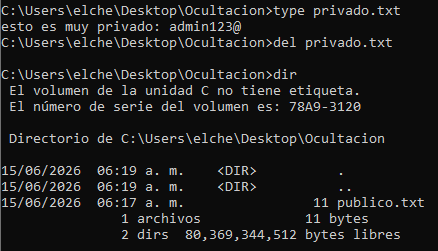 C:\Users\elche\Desktop\Ocultacion>type privado.txt
esto es muy privado: admin123@
C:\Users\elche\Desktop\Ocultacion>del privado.txt
C:\Users\elche\Desktop\Ocultacion>dir
El volumen de la unidad C no tiene etiqueta.
El número de serie del volumen es: 78A9-3120
Directorio de C:\Users\elche\Desktop\Ocultacion
15/06/2026  06:19 a. m.    <DIR>          .
15/06/2026  06:19 a. m.    <DIR>          ..
15/06/2026  06:17 a. m.                11 publico.txt
1 archivos             11 bytes
2 dirs  80,369,344,512 bytes libres